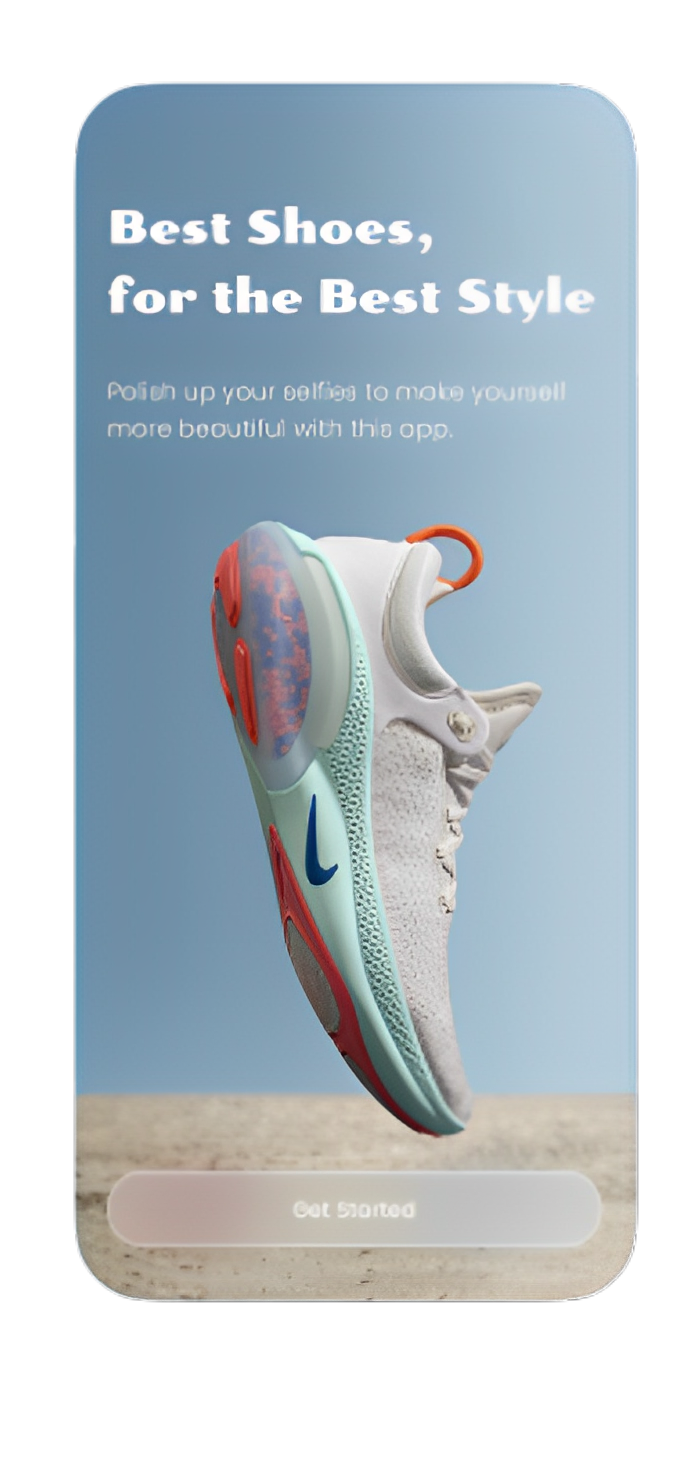 Best Shoes,
for the Best Style
Polish up your selfies to make yourself
more beautiful with this app.
Get Started